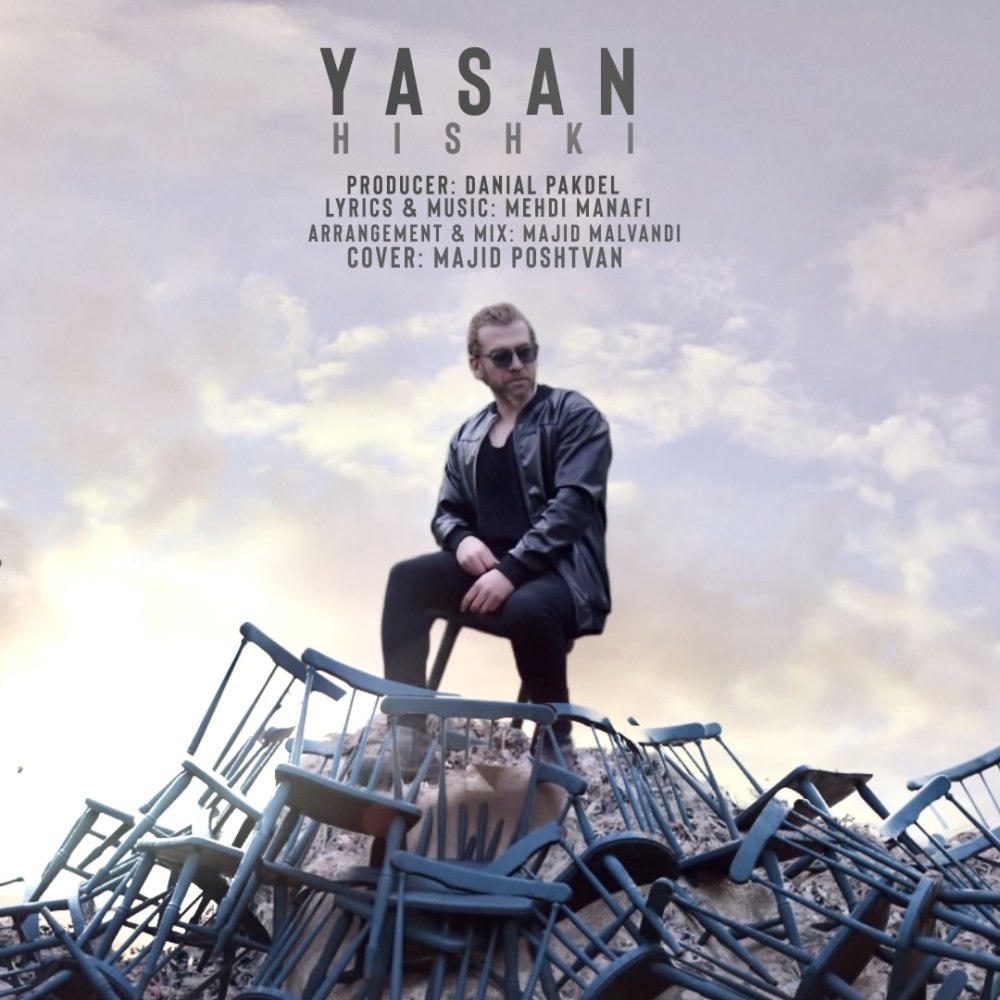 YASAN
HISHKI
PRODUCER: DANIAL PAKDEL
LYRICS & MUSIC: MEHDI MANAFI
ARRANGEMENT & MIX: MAJID MALVANDI
COVER: MAJID POSHTVAN